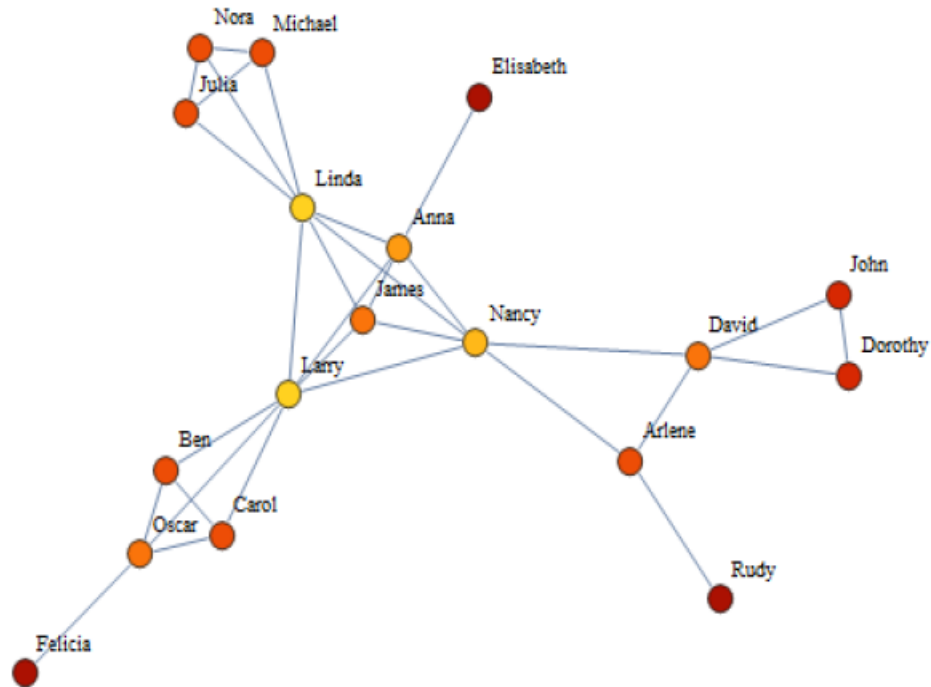 Nora
Michael
Elisabeth
Julia
Linda
Anna
John
James
Nancy
David
Dorothy
Larry
Arlene
Ben
Carol
Oscar
Rudy
Felicia